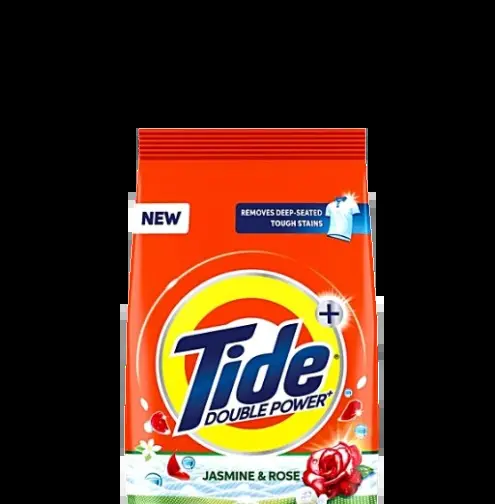 NEW
REMOVES DEEP-SEATED
TOUGH STAINS
+
Tide®
DOUBLE POWER+
JASMINE & ROSE